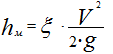 hм = ξ · V² / 2·g